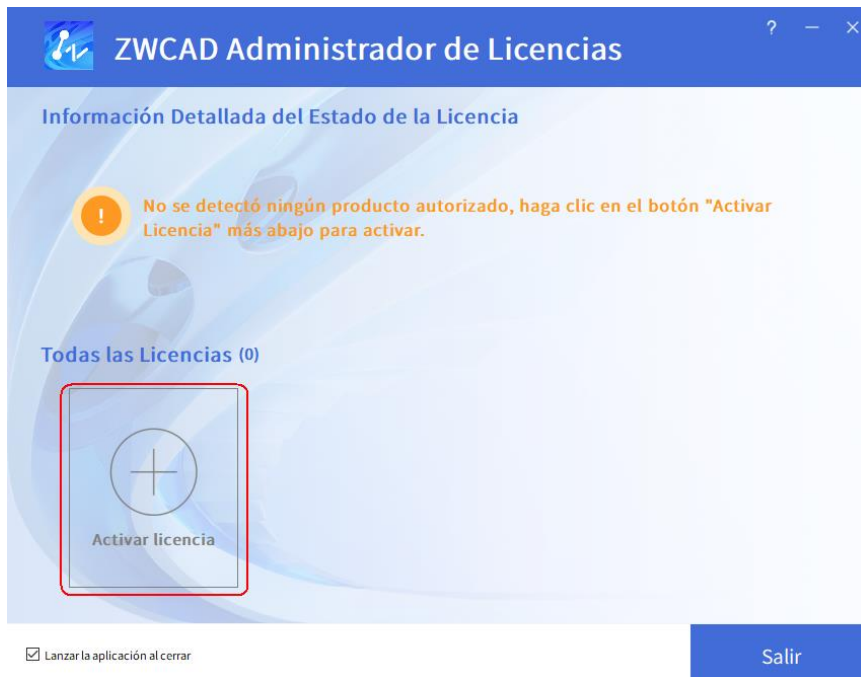 ZWCAD Administrador de Licencias
Información Detallada del Estado de la Licencia
No se detectó ningún producto autorizado, haga clic en el botón "Activar
Licencia" más abajo para activar.
Todas las Licencias (0)
Activar licencia
Lanzar la aplicación al cerrar
Salir